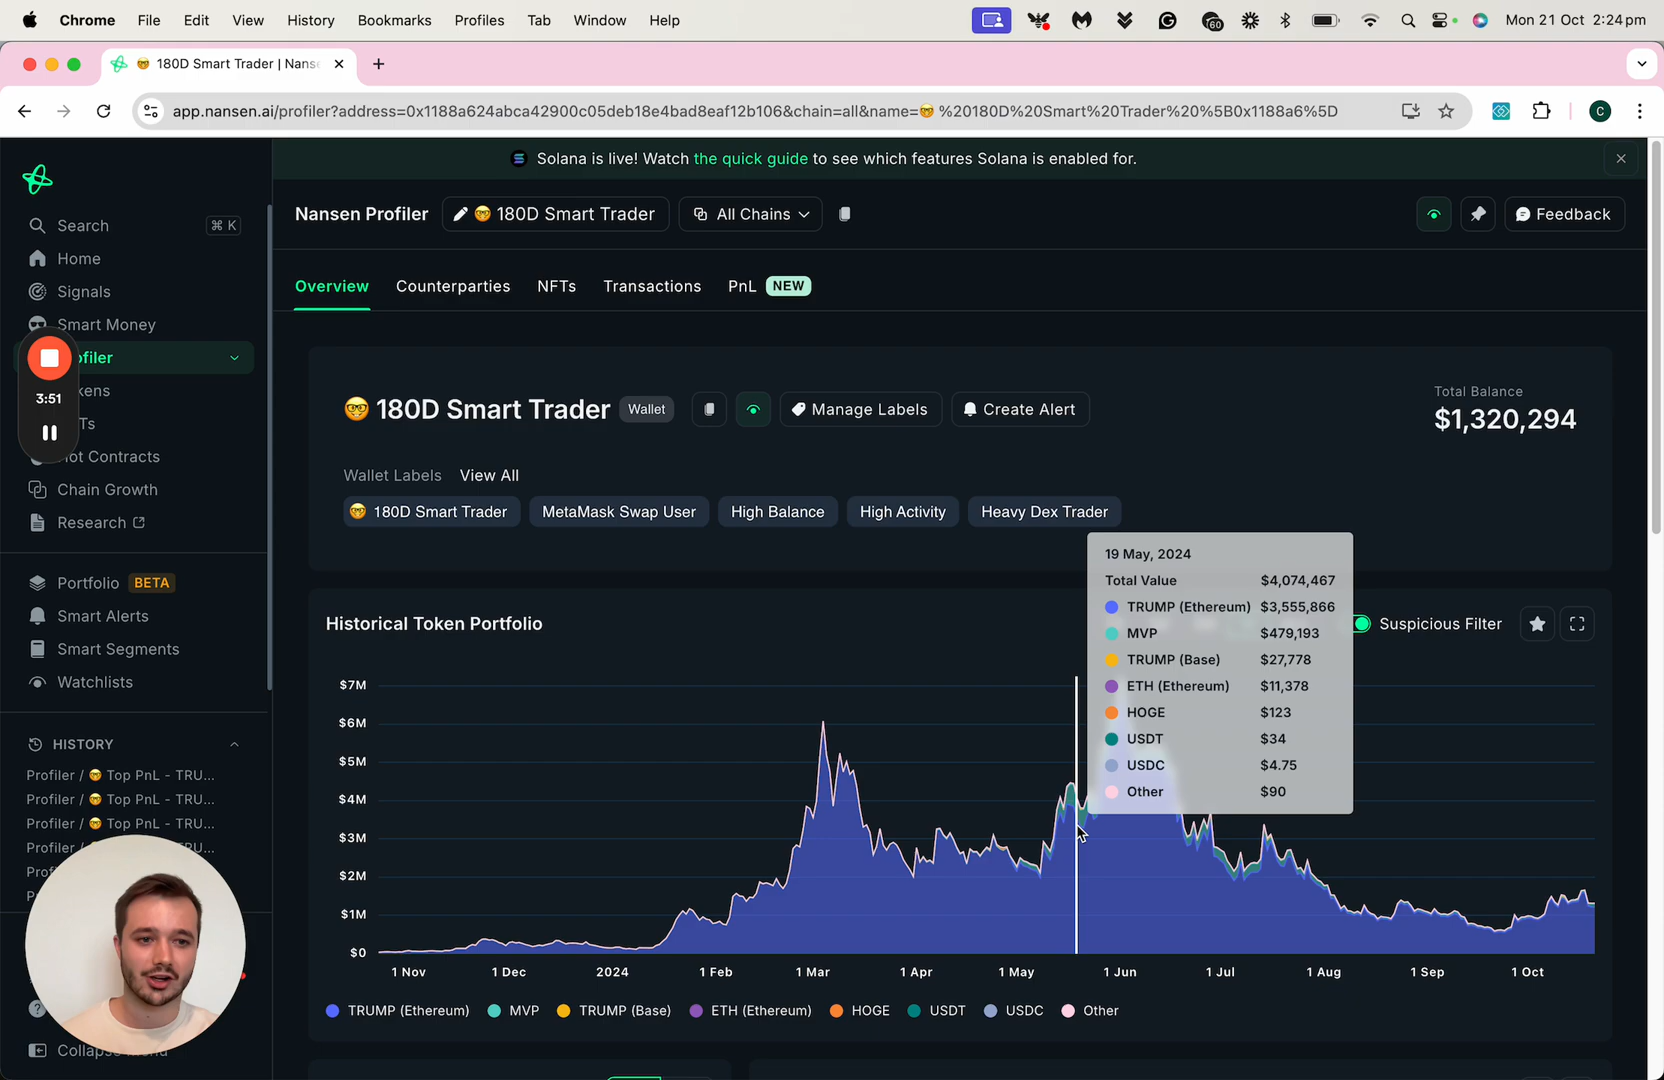 Chrome File Edit View History Bookmarks Profiles Tab Window Help
60
Mon 21 Oct 2:24 pm
180D Smart Trader | Nans
app.nansen.ai/profiler?address=0x1188a624abca42900c05deb18e4bad8eaf12b106&chain=all&name=🤓%20180D%20Smart%20Trader%20%5B0x1188a6%5D
C
Solana is live! Watch the quick guide to see which features Solana is enabled for.
Nansen Profiler
180D Smart Trader
All Chains
Feedback
Search
⌘ K
Home
Signals
Smart Money
ofiler
kens
Ts
ot Contracts
Chain Growth
Research
Portfolio BETA
Smart Alerts
Smart Segments
Watchlists
HISTORY
Profiler / 🤓 Top PnL - TRU...
Profiler / 🤓 Top PnL - TRU...
Profiler / 🤓 Top PnL - TRU...
Profiler /
3:51
Overview Counterparties NFTs Transactions PnL NEW
🤓 180D Smart Trader Wallet
Manage Labels
Create Alert
Total Balance
$1,320,294
Wallet Labels View All
🤓 180D Smart Trader
MetaMask Swap User
High Balance
High Activity
Heavy Dex Trader
Historical Token Portfolio
Suspicious Filter
19 May, 2024
Total Value $4,074,467
TRUMP (Ethereum) $3,555,866
MVP $479,193
TRUMP (Base) $27,778
ETH (Ethereum) $11,378
HOGE $123
USDT $34
USDC $4.75
Other $90
$7M
$6M
$5M
$4M
$3M
$2M
$1M
$0
1 Nov 1 Dec 2024 1 Feb 1 Mar 1 Apr 1 May 1 Jun 1 Jul 1 Aug 1 Sep 1 Oct
TRUMP (Ethereum) MVP TRUMP (Base) ETH (Ethereum) HOGE USDT USDC Other